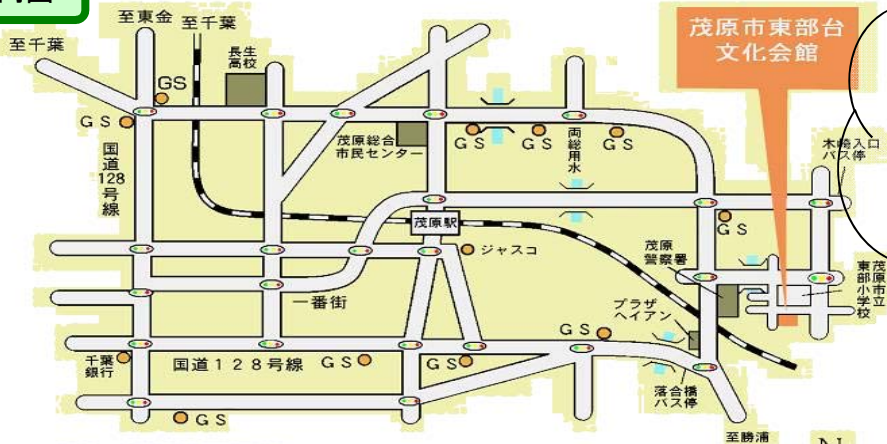 至東金
至千葉
至千葉
茂原市東部台
文化会館
長生
高校
GS
GS
国道
128
号線
茂原総合
市民センター
GS
GS
両総用水
GS
木崎入口
バス停
茂原駅
GS
ジャスコ
茂原
警察署
茂原市立
東部小学校
一番街
プラザ
ヘイアン
GS
千葉
銀行
国道128号線
GS
GS
落合橋
バス停
GS
至勝浦
N